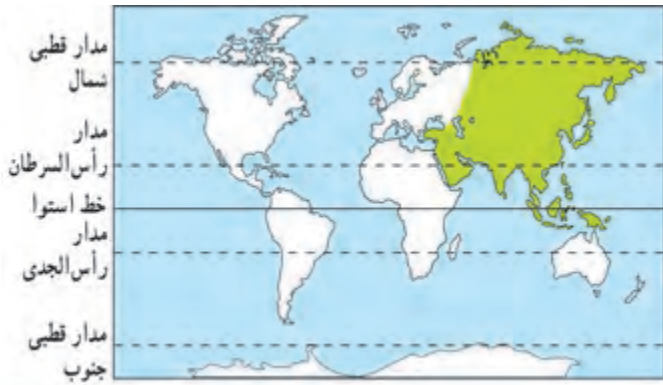 مدار قطبی
شمال
مدار
رأس‌السرطان
خط استوا
مدار
رأس‌الجدی
مدار قطبی
جنوب